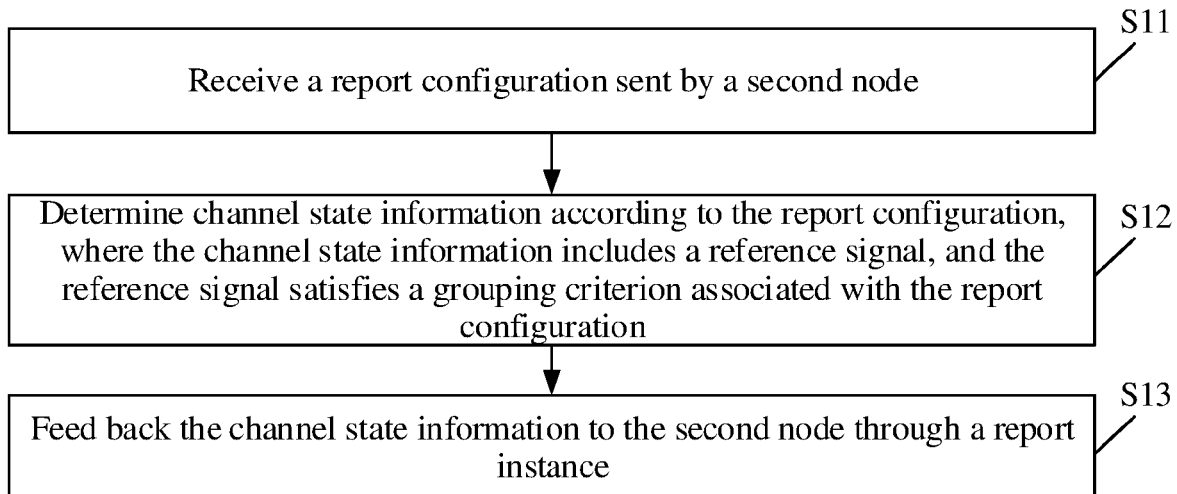 S11
Receive a report configuration sent by a second node
S12
Determine channel state information according to the report configuration,
where the channel state information includes a reference signal, and the
reference signal satisfies a grouping criterion associated with the report
configuration
S13
Feed back the channel state information to the second node through a report
instance